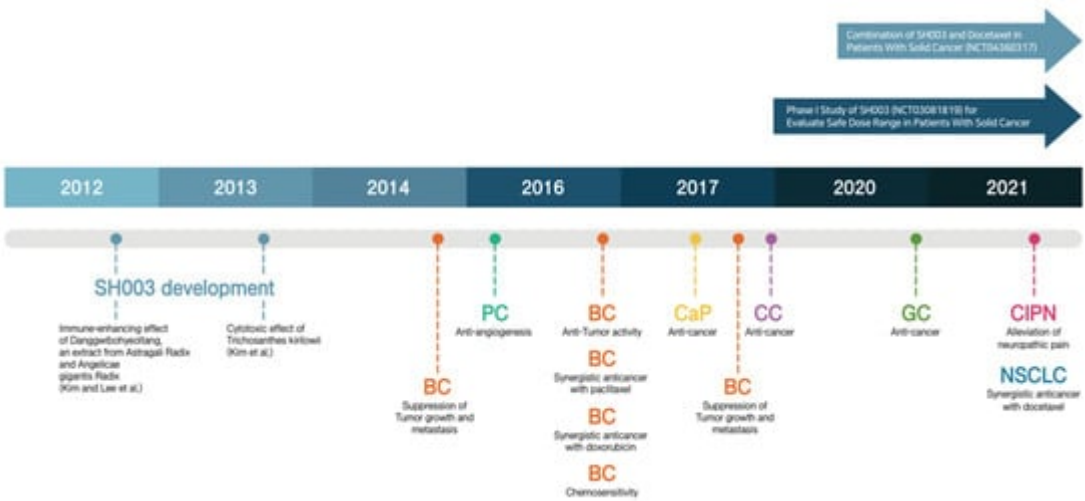 Combination of SH003 and Docetaxel in
Patients With Solid Cancer (NCT04360317)
Phase I Study of SH003 (NCT03081819) for
Evaluate Safe Dose Range in Patients With Solid Cancer
2012
2013
2014
2016
2017
2020
2021
SH003 development
Immune-enhancing effect
of Danggwibohyeoltang,
an extract from Astragali Radix
and Angelicae
gigantis Radix
(Kim and Lee et al.)
Cytotoxic effect of
Trichosanthes kirilowii
(Kim et al.)
BC
Suppression of
Tumor growth and
metastasis
PC
Anti-angiogenesis
BC
Anti-Tumor activity
BC
Synergistic anticancer
with paclitaxel
BC
Synergistic anticancer
with doxorubicin
BC
Chemosensitivity
CaP
Anti-cancer
BC
Suppression of
Tumor growth and
metastasis
CC
Anti-cancer
GC
Anti-cancer
CIPN
Alleviation of
neuropathic pain
NSCLC
Synergistic anticancer
with docetaxel